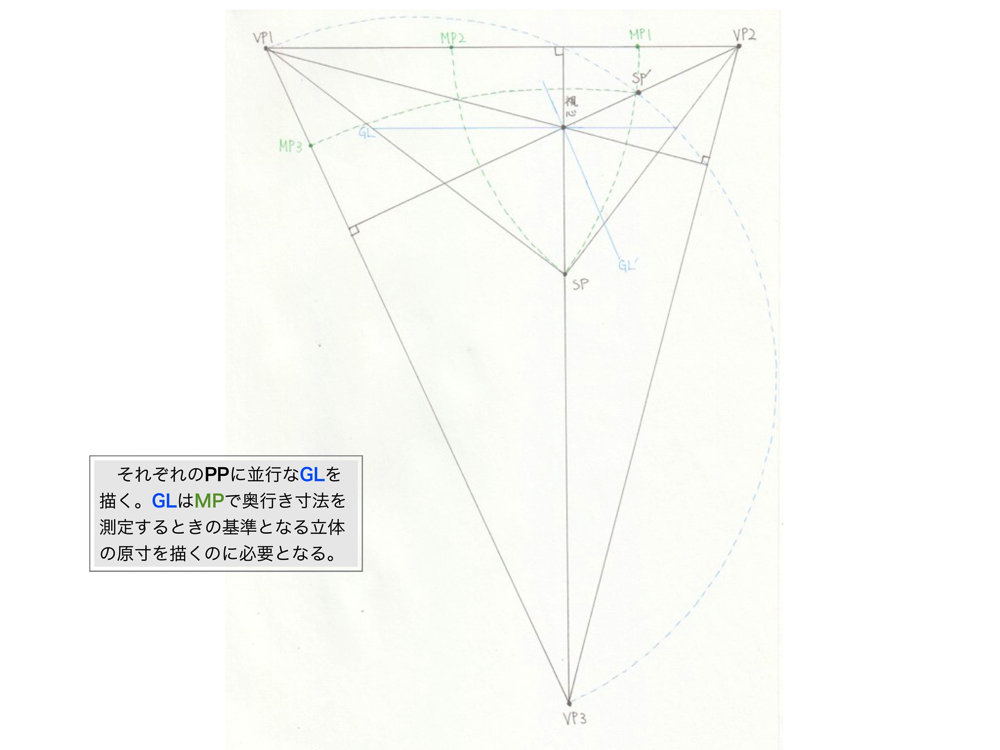 VP1
MP2
MP1
VP2
SP'
視心
GL
MP3
GL'
SP
それぞれのPPに並行なGLを
描く。GLはMPで奥行き寸法を
測定するときの基準となる立体
の原寸を描くのに必要となる。
VP3